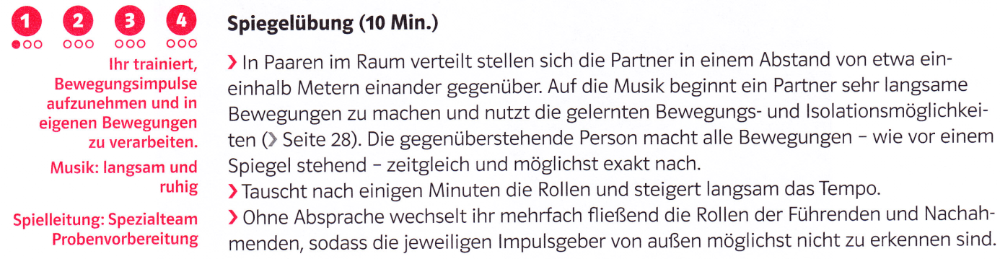 1 2 3 4
Ihr trainiert,
Bewegungsimpulse
aufzunehmen und in
eigenen Bewegungen
zu verarbeiten.
Musik: langsam und
ruhig
Spielleitung: Spezialteam
Probenvorbereitung
Spiegelübung (10 Min.)
❯ In Paaren im Raum verteilt stellen sich die Partner in einem Abstand von etwa ein-
einhalb Metern einander gegenüber. Auf die Musik beginnt ein Partner sehr langsame
Bewegungen zu machen und nutzt die gelernten Bewegungs- und Isolationsmöglichkei-
ten (❯ Seite 28). Die gegenüberstehende Person macht alle Bewegungen – wie vor einem
Spiegel stehend – zeitgleich und möglichst exakt nach.
❯ Tauscht nach einigen Minuten die Rollen und steigert langsam das Tempo.
❯ Ohne Absprache wechselt ihr mehrfach fließend die Rollen der Führenden und Nachah-
menden, sodass die jeweiligen Impulsgeber von außen möglichst nicht zu erkennen sind.